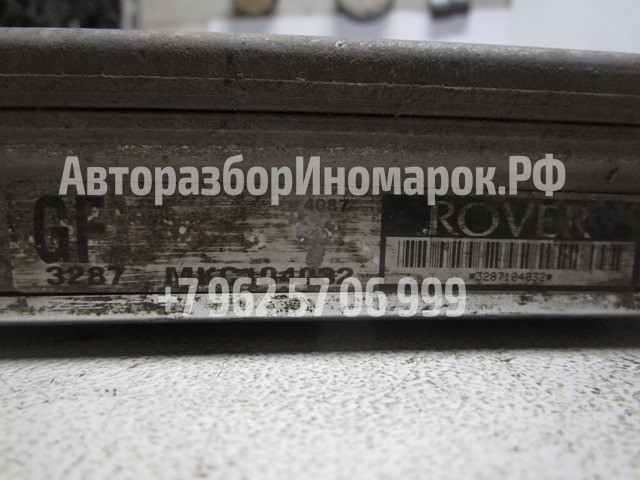 АвторазборИномарок.РФ
4087
GF
ROVER
3287 MKC104032
*3287104032*
+7 962 57 06 999